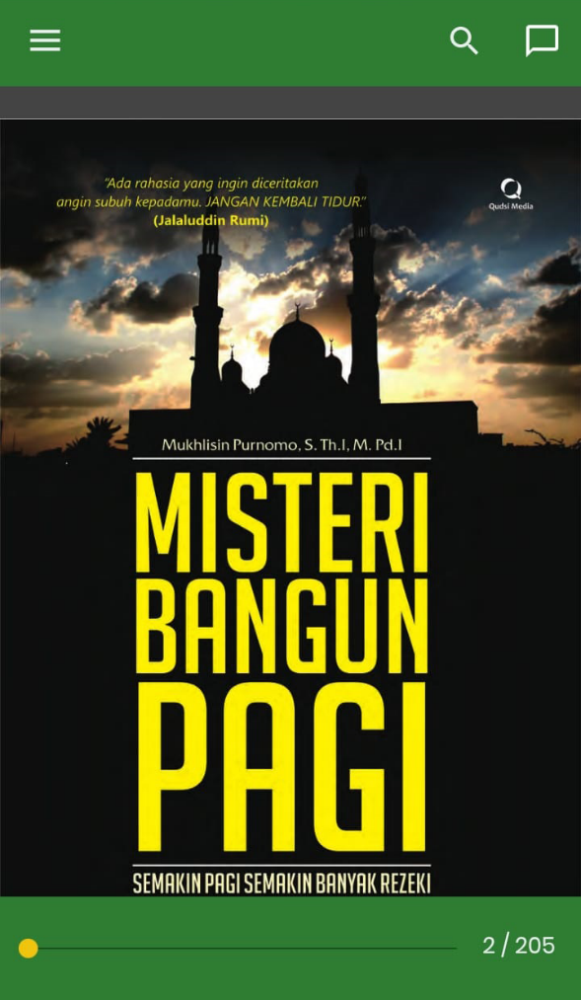 "Ada rahasia yang ingin diceritakan
angin subuh kepadamu. JANGAN KEMBALI TIDUR."
(Jalaluddin Rumi)
Qudsi Media
Mukhlisin Purnomo, S. Th.I, M. Pd.I
MISTERI
BANGUN
PAGI
SEMAKIN PAGI SEMAKIN BANYAK REZEKI
2 / 205